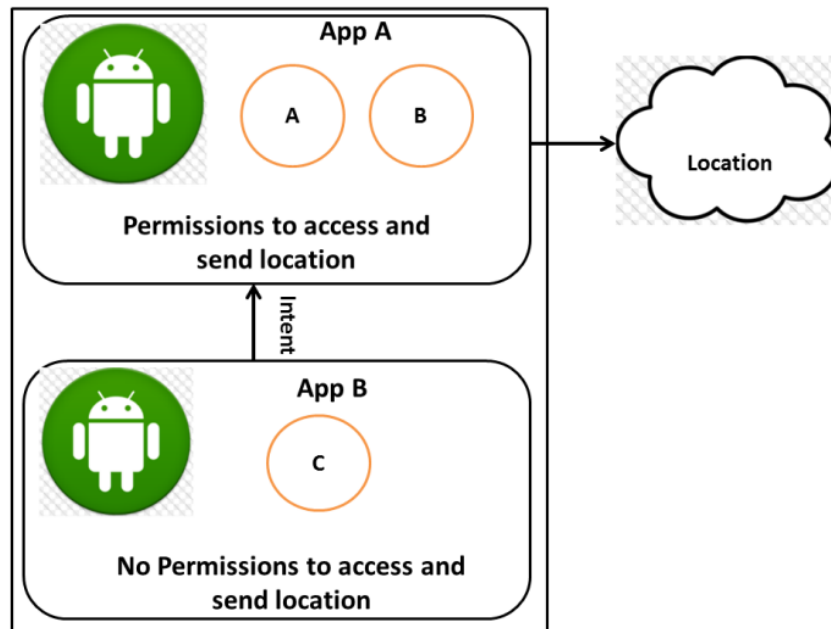 App A
A
B
Permissions to access and
send location
Location
Intent
App B
C
No Permissions to access and
send location